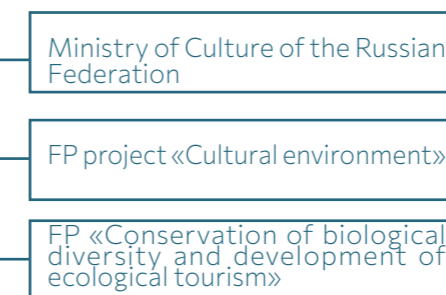 Ministry of Culture of the Russian
Federation
FP project «Cultural environment»
FP «Conservation of biological
diversity and development of
ecological tourism»